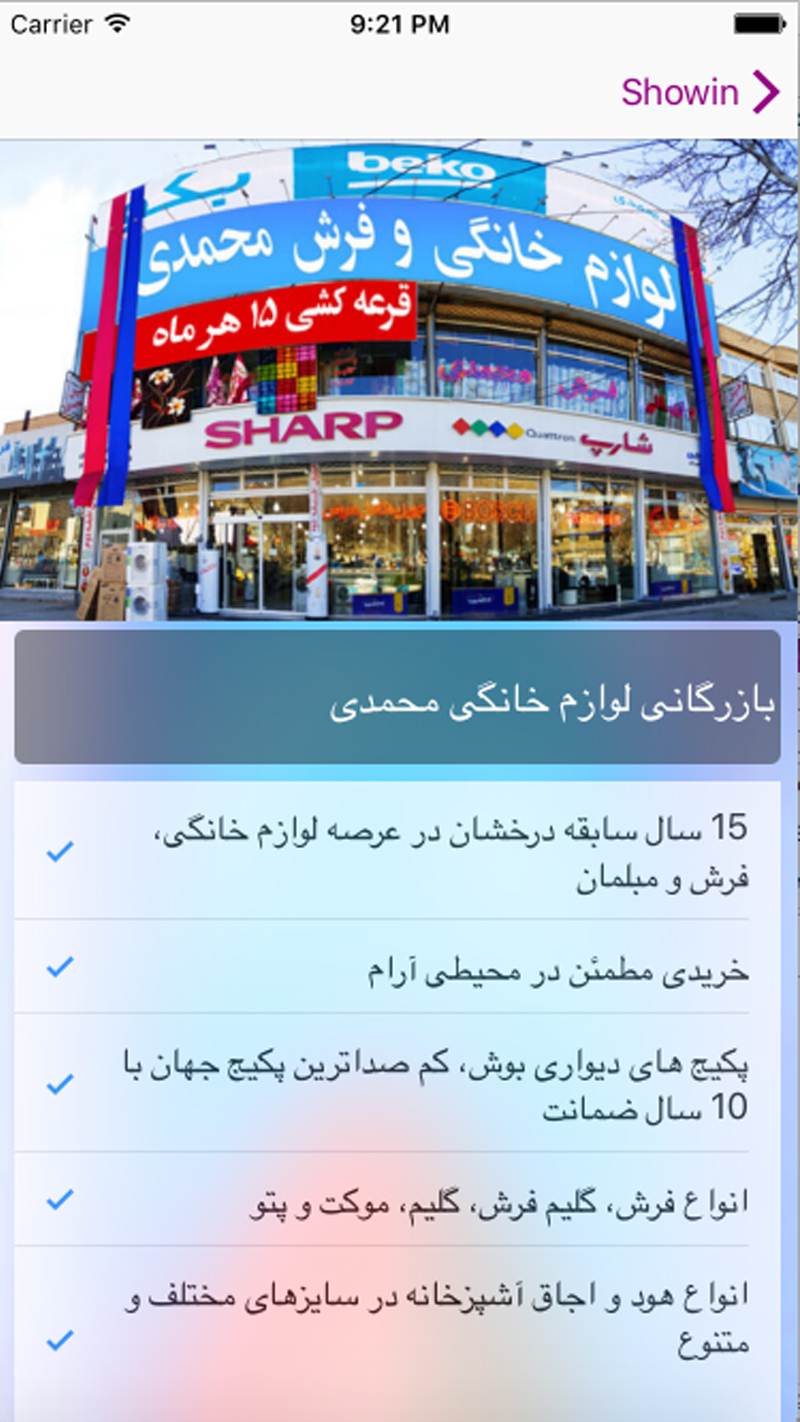 Carrier
9:21 PM
Showin
beko
بکو
لوازم خانگی و فرش محمدی
قرعه کشی ۱۵ هر ماه
SHARP
Quattron
شارپ
BOSCH
بازرگانی لوازم خانگی محمدی
15 سال سابقه درخشان در عرصه لوازم خانگی،
فرش و مبلمان
خریدی مطمئن در محیطی آرام
پکیج های دیواری بوش، کم صداترین پکیج جهان با
10 سال ضمانت
انواع فرش، گلیم فرش، گلیم، موکت و پتو
انواع هود و اجاق آشپزخانه در سایزهای مختلف و
متنوع